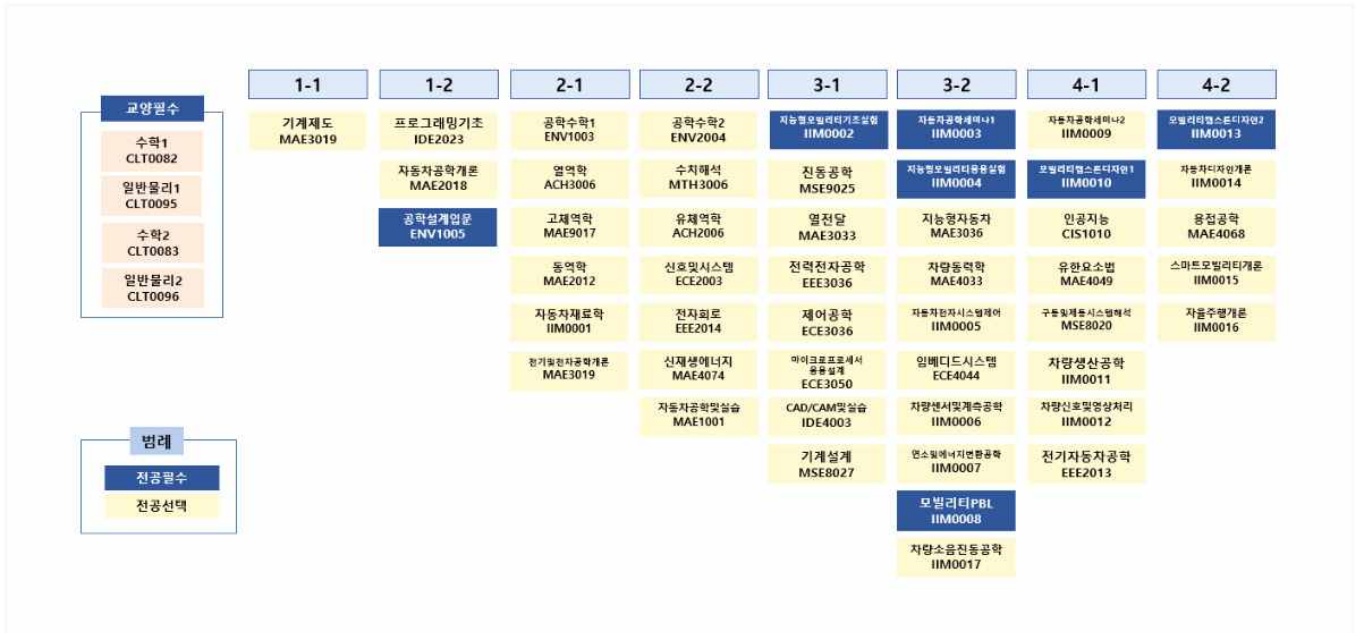 1-1
1-2
2-1
2-2
3-1
3-2
4-1
4-2
교양필수
수학1
CLT0082
일반물리1
CLT0095
수학2
CLT0083
일반물리2
CLT0096
기계제도
MAE3019
프로그래밍기초
IDE2023
자동차공학개론
MAE2018
공학설계입문
ENV1005
공학수학1
ENV1003
열역학
ACH3006
고체역학
MAE9017
동역학
MAE2012
자동차재료학
IIM0001
전기및전자공학개론
MAE3019
공학수학2
ENV2004
수치해석
MTH3006
유체역학
ACH2006
신호및시스템
ECE2003
전자회로
EEE2014
신재생에너지
MAE4074
자동차공학및실습
MAE1001
지능형모빌리티기초실험
IIM0002
진동공학
MSE9025
열전달
MAE3033
전력전자공학
EEE3036
제어공학
ECE3036
마이크로프로세서
응용설계
ECE3050
CAD/CAM및실습
IDE4003
기계설계
MSE8027
자동차공학세미나1
IIM0003
지능형모빌리티응용실험
IIM0004
지능형자동차
MAE3036
차량동력학
MAE4033
자동차전자시스템제어
IIM0005
임베디드시스템
ECE4044
차량센서및계측공학
IIM0006
연소및에너지변환공학
IIM0007
모빌리티PBL
IIM0008
차량소음진동공학
IIM0017
자동차공학세미나2
IIM0009
모빌리티캡스톤디자인1
IIM0010
인공지능
CIS1010
유한요소법
MAE4049
구동및제동시스템해석
MSE8020
차량생산공학
IIM0011
차량신호및영상처리
IIM0012
전기자동차공학
EEE2013
모빌리티캡스톤디자인2
IIM0013
자동차디자인개론
IIM0014
용접공학
MAE4068
스마트모빌리티개론
IIM0015
자율주행개론
IIM0016
범례
전공필수
전공선택